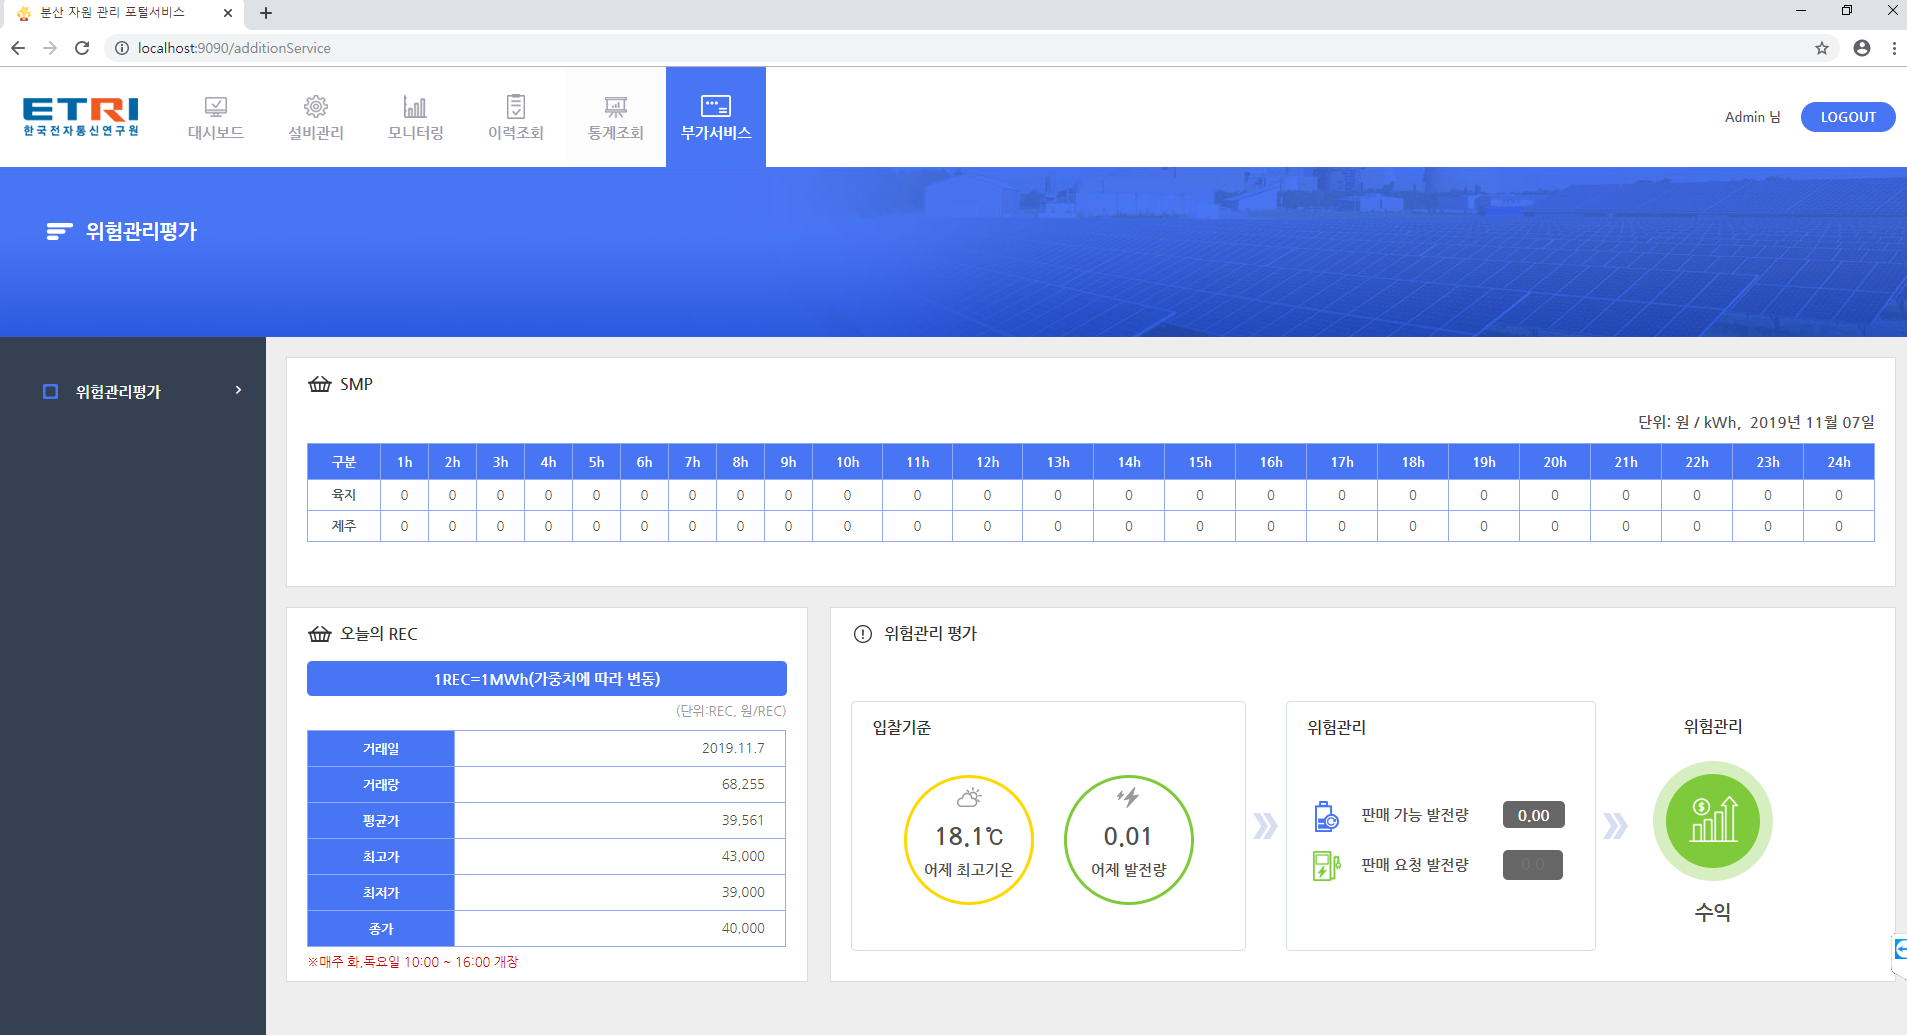 분산 자원 관리 포털서비스
localhost:9090/additionService
ETRI
한국전자통신연구원
대시보드 설비관리 모니터링 이력조회 통계조회 부가서비스
Admin 님 LOGOUT
위험관리평가
위험관리평가
SMP
단위: 원 / kWh, 2019년 11월 07일
구분 1h 2h 3h 4h 5h 6h 7h 8h 9h 10h 11h 12h 13h 14h 15h 16h 17h 18h 19h 20h 21h 22h 23h 24h
육지 0 0 0 0 0 0 0 0 0 0 0 0 0 0 0 0 0 0 0 0 0 0 0 0
제주 0 0 0 0 0 0 0 0 0 0 0 0 0 0 0 0 0 0 0 0 0 0 0 0
오늘의 REC
1REC=1MWh(가중치에 따라 변동)
(단위:REC, 원/REC)
거래일 2019.11.7
거래량 68,255
평균가 39,561
최고가 43,000
최저가 39,000
종가 40,000
※매주 화,목요일 10:00 ~ 16:00 개장
위험관리 평가
입찰기준
18.1℃
어제 최고기온
0.01
어제 발전량
위험관리
판매 가능 발전량 0.00
판매 요청 발전량 0.0
위험관리
수익